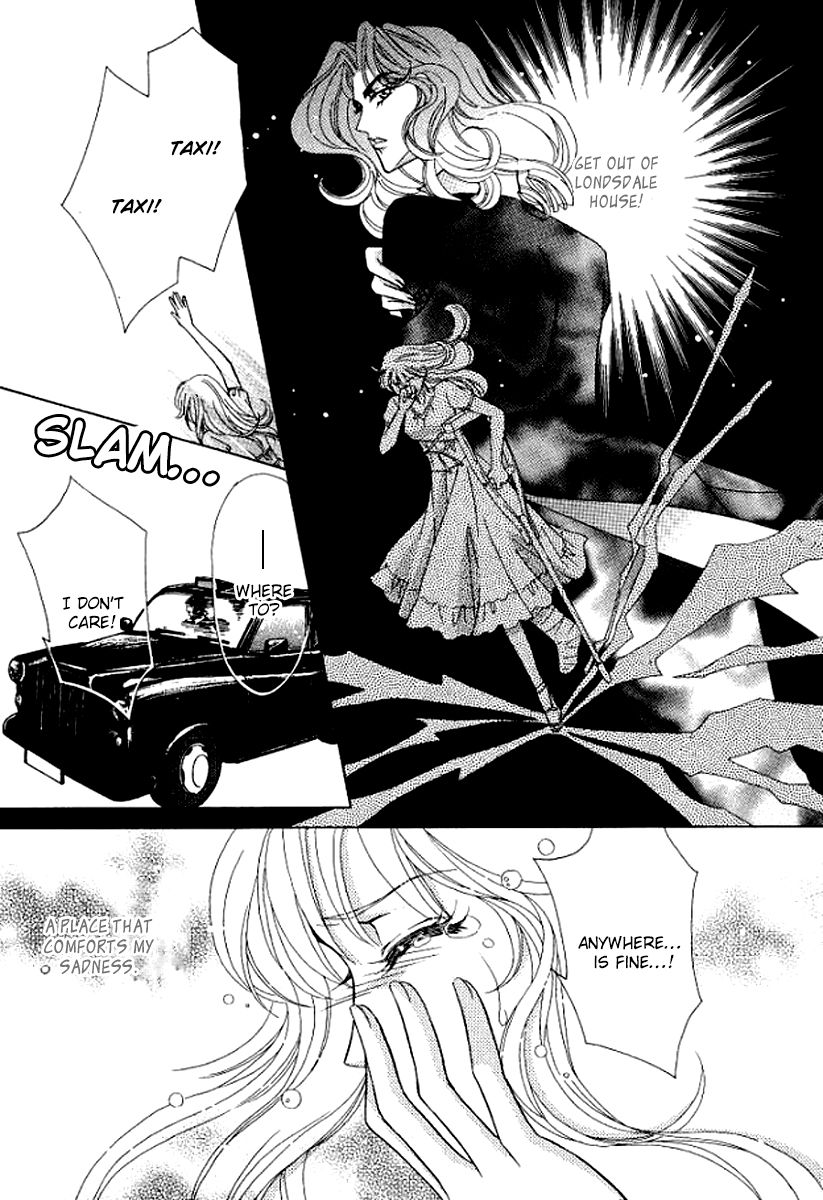 GET OUT OF
LONDSDALE
HOUSE!
TAXI!
TAXI!
SLAM...
WHERE
TO?
I DON'T
CARE!
ANYWHERE...
IS FINE...!
A PLACE THAT
COMFORTS MY
SADNESS.